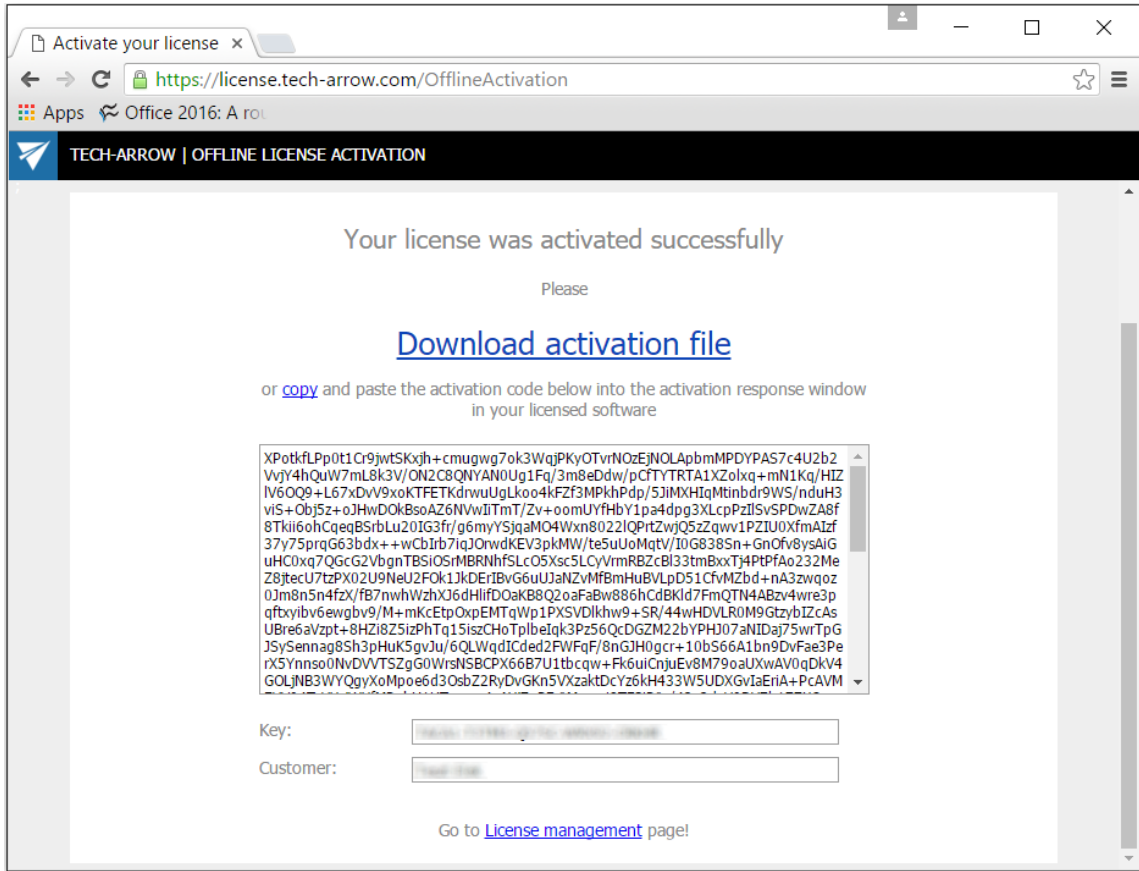 Activate your license
https://license.tech-arrow.com/OfflineActivation
Apps Office 2016: A rou
TECH-ARROW | OFFLINE LICENSE ACTIVATION
Your license was activated successfully
Please
Download activation file
or copy and paste the activation code below into the activation response window
in your licensed software
XPotkfLPp0t1Cr9jwtSKxjh+cmugwg7ok3WqjPKyOTvrNOzEjNOLApbmMPDYPAS7c4U2b2
VvjY4hQuW7mL8k3V/ON2C8QNYAN0Ug1Fq/3m8eDdw/pCfTYTRTA1XZolxq+mN1Kq/HIZ
lV6OQ9+L67xDvV9xoKTFETKdrwuUgLkoo4kFZf3MPkhPdp/5JiMXHIqMtinbdr9WS/nduH3
viS+Obj5z+oJHwDOkBsoAZ6NVwIiTmT/Zv+oomUYfHbY1pa4dpg3XLcpPzIlSvSPDwZA8f
8Tkii6ohCqeqBSrbLu20IG3fr/g6myYSjqaMO4Wxn8022lQPrtZwjQ5zZqwv1PZIU0XfmAIzf
37y75prqG63bdx++wCbIrb7iqJOrwdKEV3pkMW/te5uUoMqtV/I0G838Sn+GnOfv8ysAiG
uHC0xq7QGcG2VbgnTBSiOSrMBRNhfSLcO5Xsc5LCyVrmRBZcBl33tmBxxTj4PtPfAo232Me
Z8jtecU7tzPX02U9NeU2FOk1JkDErIBvG6uUJaNZvMfBmHuBVLpD51CfvMZbd+nA3zwqoz
0Jm8n5n4fzX/fB7nwhWzhXJ6dHlifDOaKB8Q2oaFaBw886hCdBKld7FmQTN4ABzv4wre3p
qftxyibv6ewgbv9/M+mKcEtpOxpEMTqWp1PXSVDlkhw9+SR/44wHDVLR0M9GtzybIZcAs
UBre6aVzpt+8HZi8Z5izPhTq15iszCHoTplbeIqk3Pz56QcDGZM22bYPHJ07aNIDaj75wrTpG
JSySennag8Sh3pHuK5gvJu/6QLWqdICded2FWFqF/8nGJH0gcr+10bS66A1bn9DvFae3Pe
rX5Ynnso0NvDVVTSZgG0WrsNSBCPX66B7U1tbcqw+Fk6uiCnjuEv8M79oaUXwAV0qDkV4
GOLjNB3WYQgyXoMpoe6d3OsbZ2RyDvGKn5VXzaktDcYz6kH433W5UDXGvIaEriA+PcAVM
Key:
Customer:
Go to License management page!